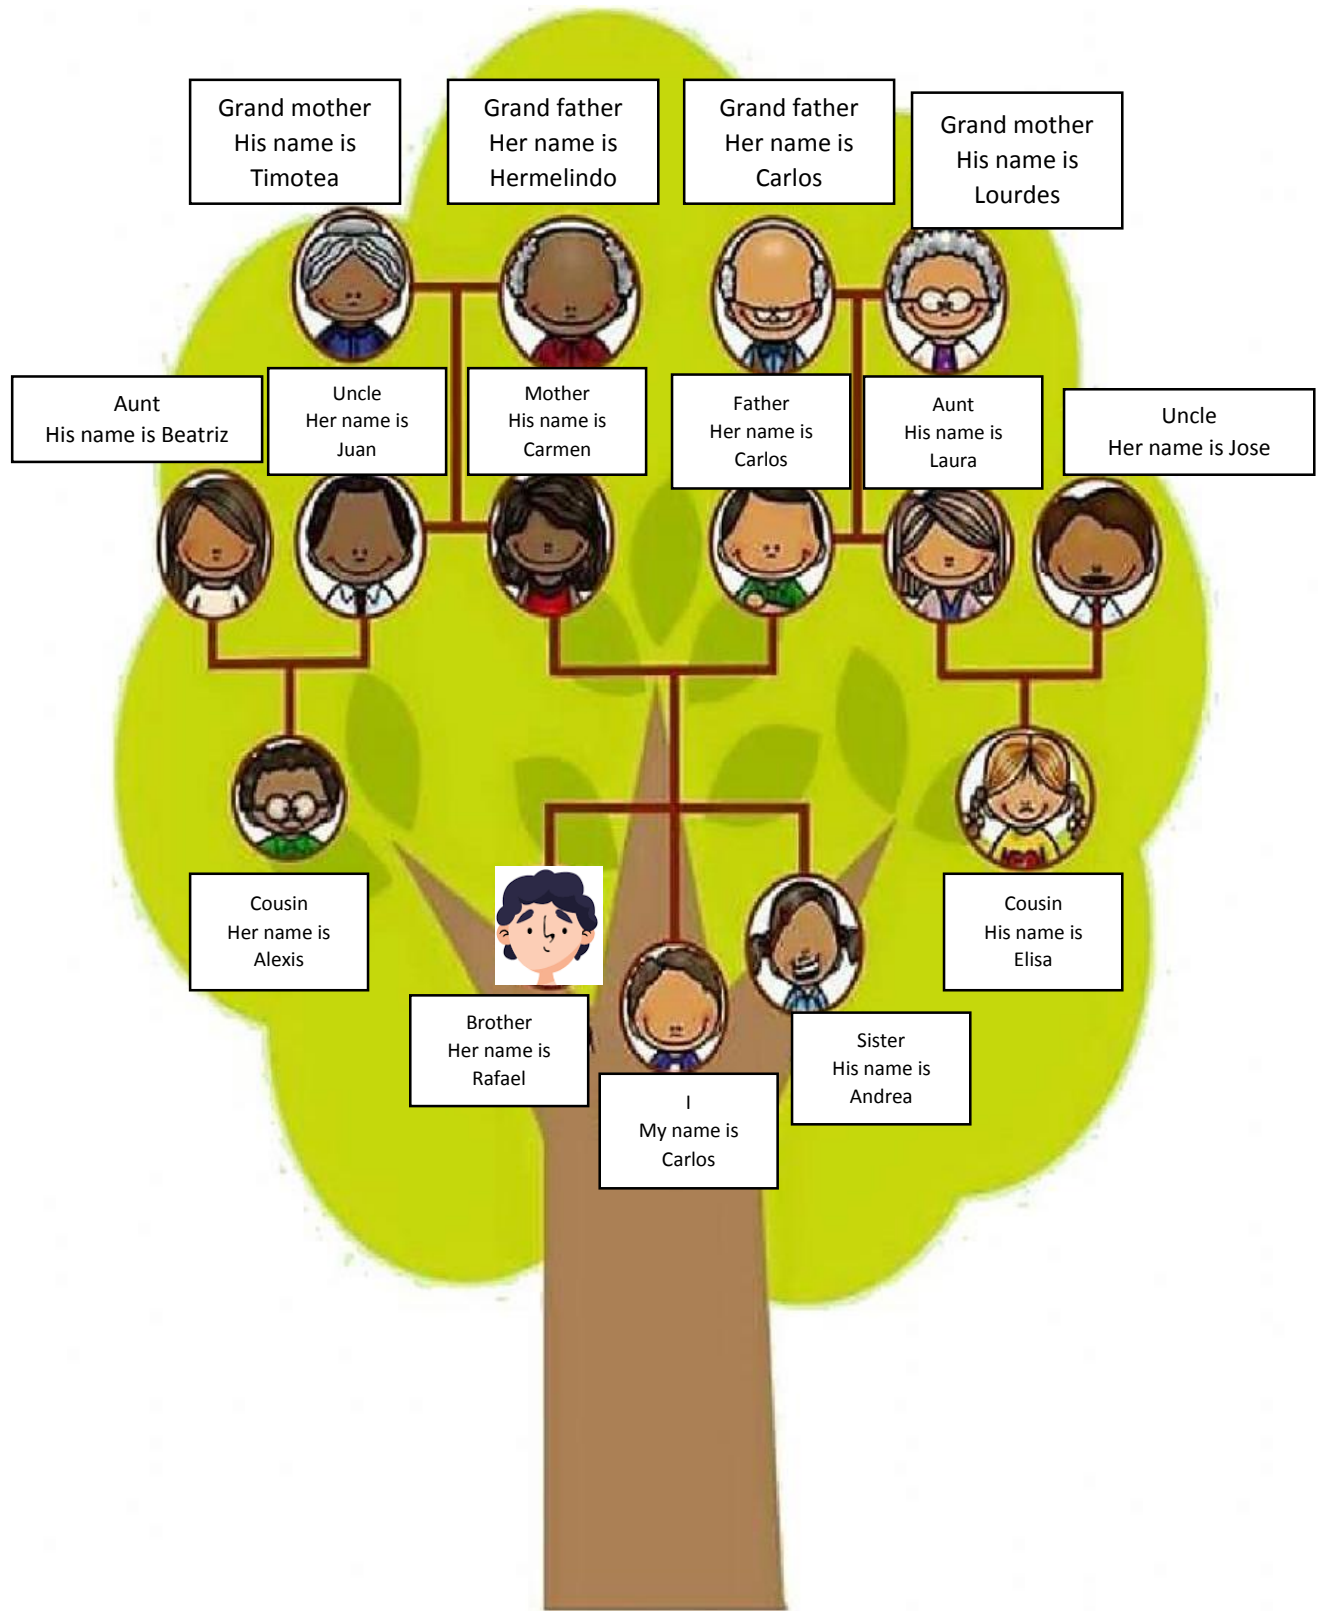 Grand mother
His name is
Timotea
Grand father
Her name is
Hermelindo
Grand father
Her name is
Carlos
Grand mother
His name is
Lourdes
Aunt
His name is Beatriz
Uncle
Her name is
Juan
Mother
His name is
Carmen
Father
Her name is
Carlos
Aunt
His name is
Laura
Uncle
Her name is Jose
Cousin
Her name is
Alexis
Cousin
His name is
Elisa
Brother
Her name is
Rafael
I
My name is
Carlos
Sister
His name is
Andrea